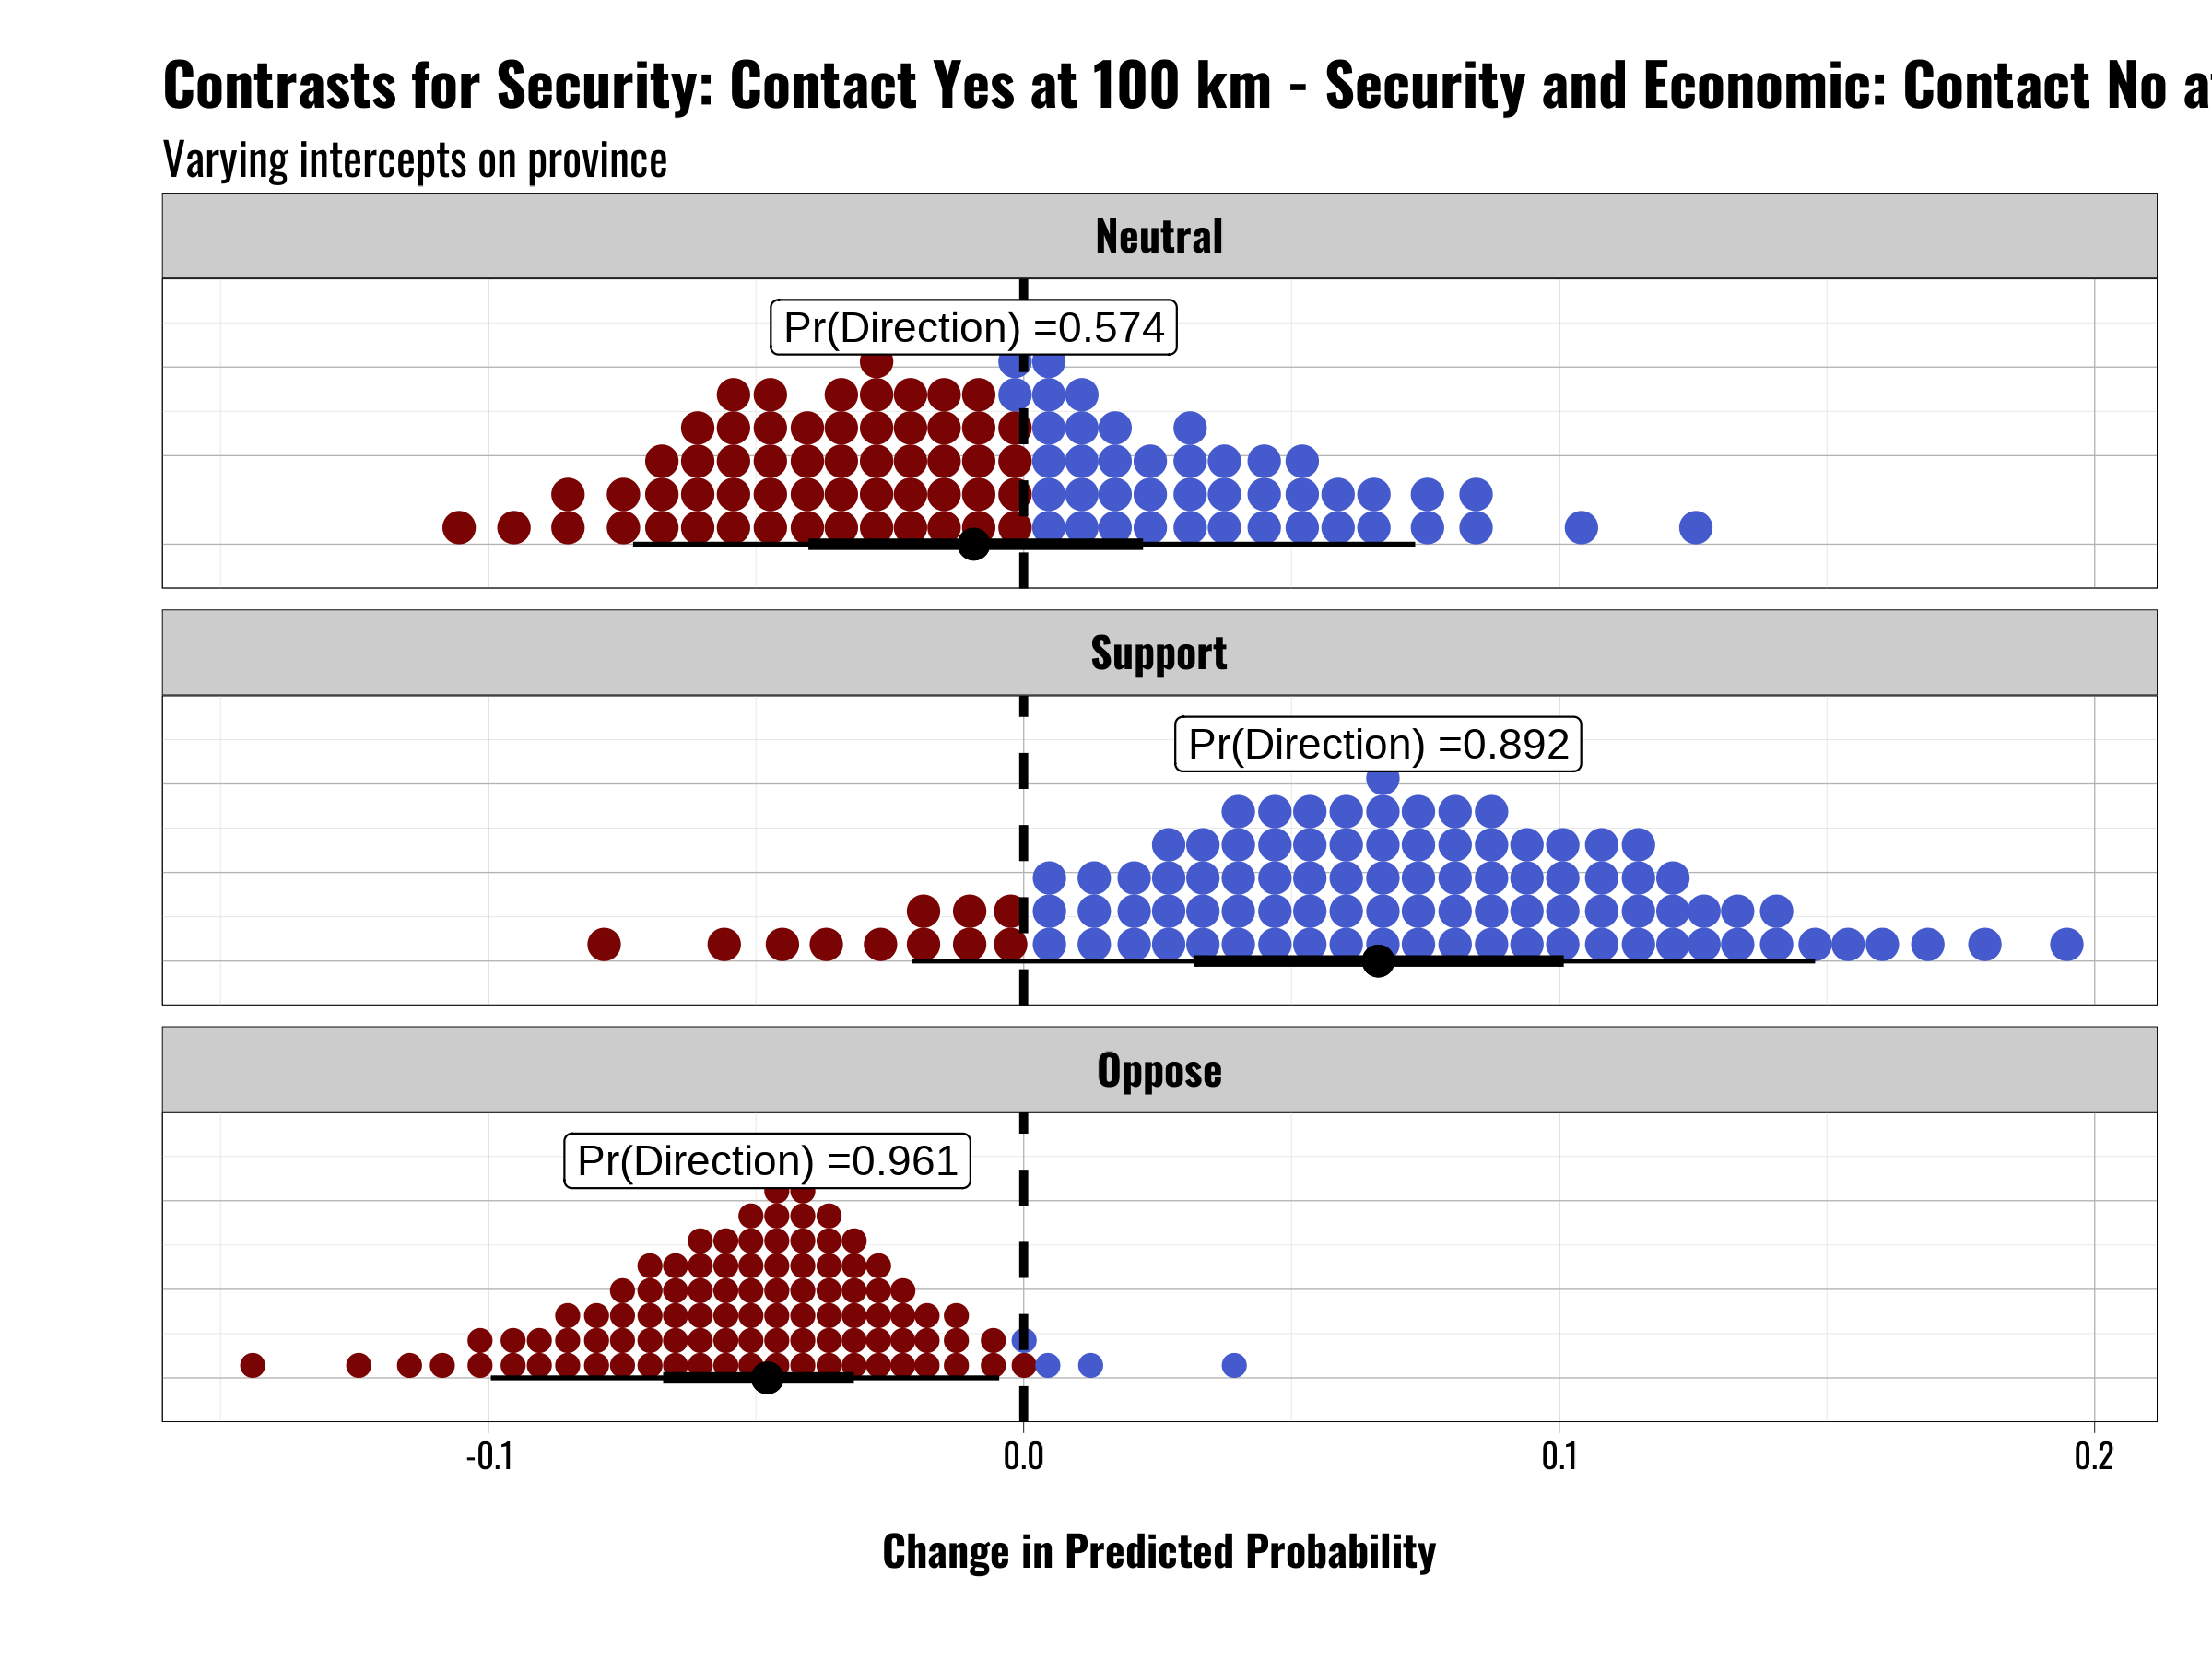 Contrasts for Security: Contact Yes at 100 km - Security and Economic: Contact No
Varying intercepts on province
Neutral
Pr(Direction) =0.574
Support
Pr(Direction) =0.892
Oppose
Pr(Direction) =0.961
-0.1 0.0 0.1 0.2
Change in Predicted Probability